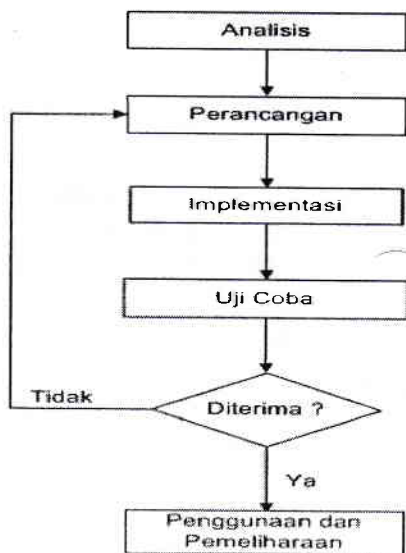 Analisis
Perancangan
Implementasi
Uji Coba
Diterima ?
Tidak
Ya
Penggunaan dan
Pemeliharaan